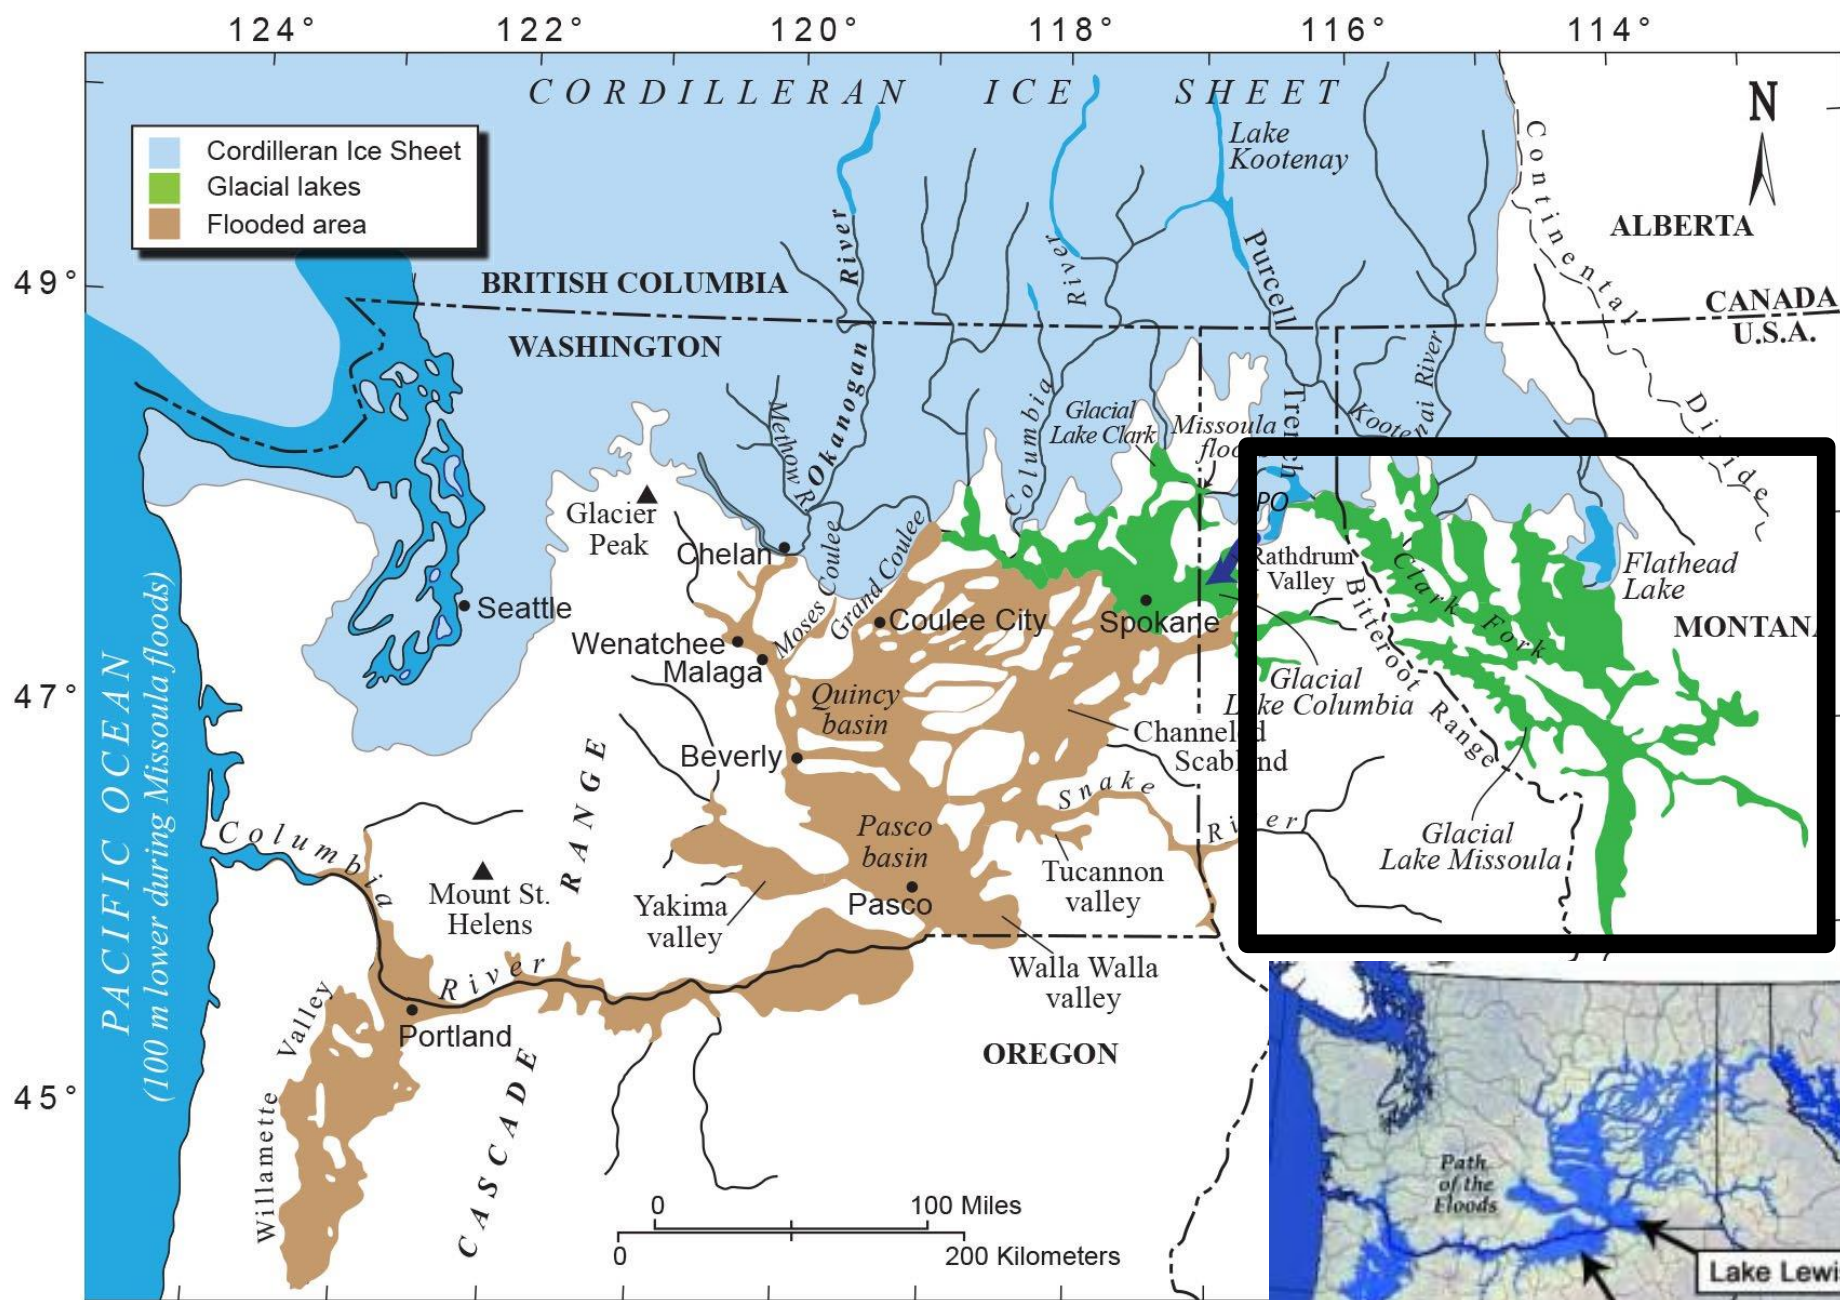 124°
122°
120°
118°
116°
114°
CORDILLERAN ICE SHEET
N
Cordilleran Ice Sheet
Glacial lakes
Flooded area
Lake
Kootenay
Continental Divide
ALBERTA
49°
BRITISH COLUMBIA
WASHINGTON
CANADA
U.S.A.
Okanogan River
Columbia River
Purcell Trench
Kootenai River
Methow R.
Glacial
Lake Clark
Missoula
Glacier
Peak
Chelan
Moses Coulee
Grand Coulee
PO
Rathdrum
Valley
Clark Fork
Flathead
Lake
Seattle
Wenatchee
Malaga
Coulee City
Spokane
Bitterroot Range
MONTANA
47°
Quincy
basin
Glacial
Lake Columbia
Channeled
Scabland
Beverly
PACIFIC OCEAN
(100 m lower during Missoula floods)
Columbia River
CASCADE RANGE
Mount St.
Helens
Yakima
valley
Pasco
basin
Pasco
Snake River
Tucannon
valley
Glacial
Lake Missoula
Walla Walla
valley
Willamette Valley
Portland
OREGON
45°
0 100 Miles
0 200 Kilometers
Path
of the
Floods
Lake Lewis